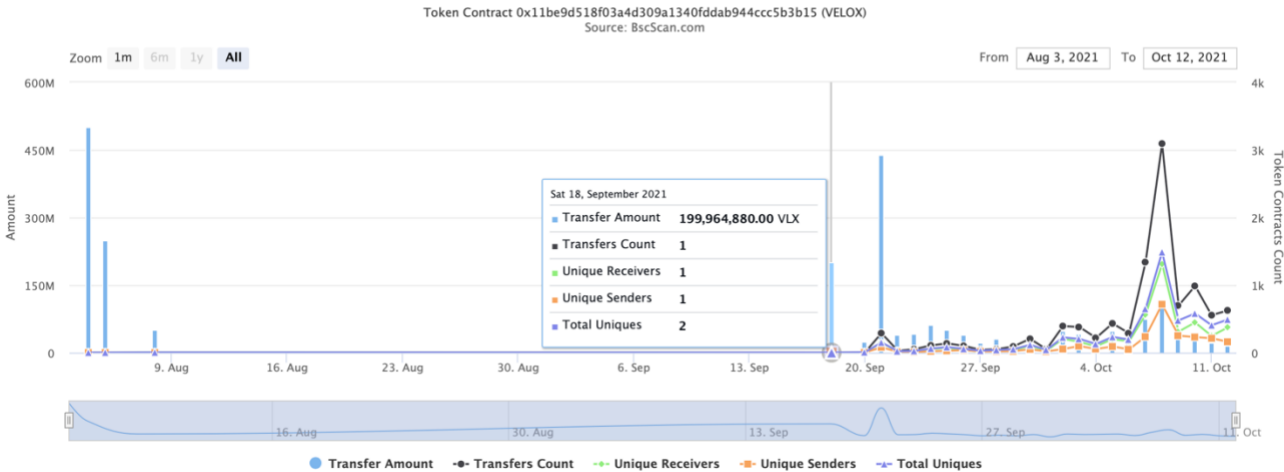 Token Contract 0x11be9d518f03a4d309a1340fddab944ccc5b3b15 (VELOX)
Source: BscScan.com
Zoom 1m 6m 1y All
From Aug 3, 2021 To Oct 12, 2021
600M 4k
450M 3k
300M 2k
150M 1k
0 0
Amount
Token Contracts Count
Sat 18, September 2021
Transfer Amount 199,964,880.00 VLX
Transfers Count 1
Unique Receivers 1
Unique Senders 1
Total Uniques 2
9. Aug 16. Aug 23. Aug 30. Aug 6. Sep 13. Sep 20. Sep 27. Sep 4. Oct 11. Oct
16. Aug 30. Aug 13. Sep 27. Sep 11. Oct
Transfer Amount Transfers Count Unique Receivers Unique Senders Total Uniques